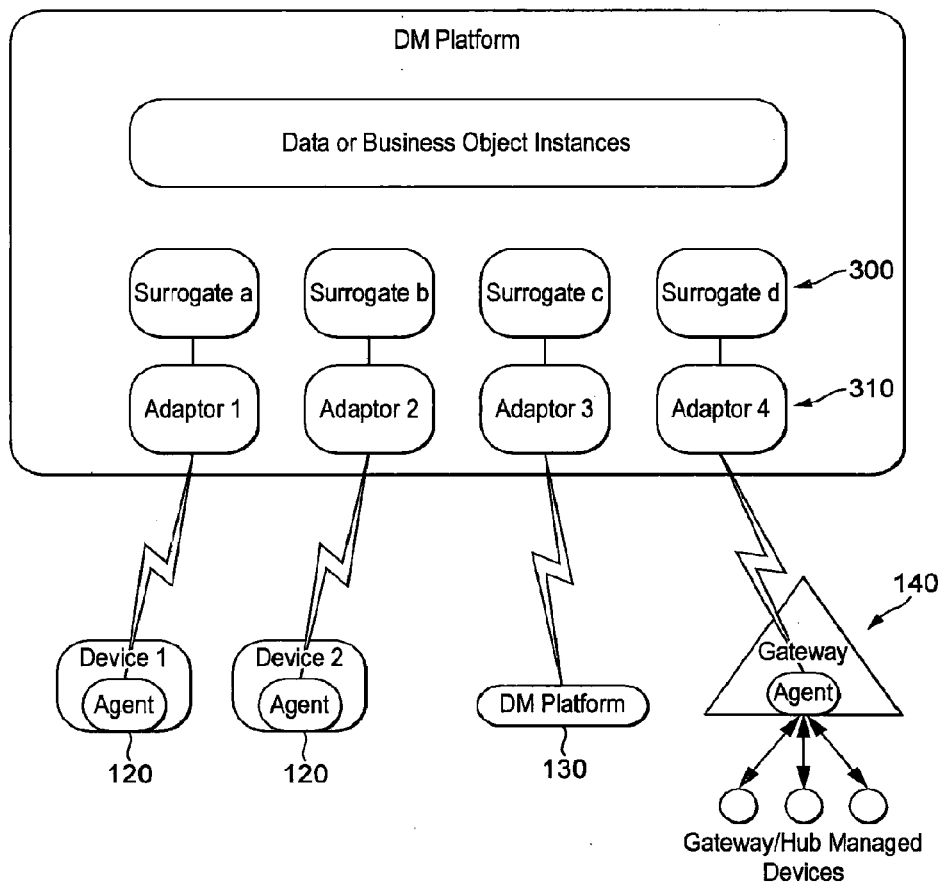 DM Platform
Data or Business Object Instances
Surrogate a
Surrogate b
Surrogate c
Surrogate d
300
Adaptor 1
Adaptor 2
Adaptor 3
Adaptor 4
310
140
Device 1
Agent
120
Device 2
Agent
120
DM Platform
130
Gateway
Agent
Gateway/Hub Managed
Devices